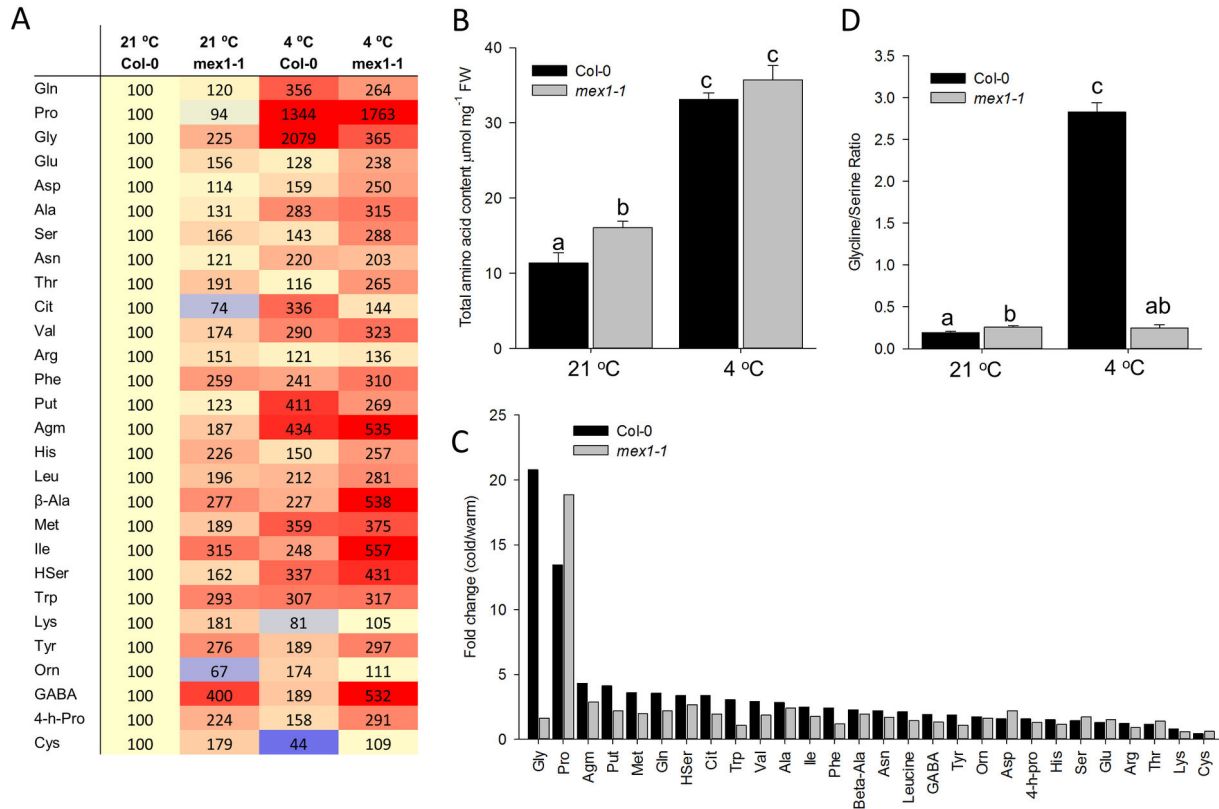 A
21 °C 21 °C 4 °C 4 °C
Col-0 mex1-1 Col-0 mex1-1
Gln 100 120 356 264
Pro 100 94 1344 1763
Gly 100 225 2079 365
Glu 100 156 128 238
Asp 100 114 159 250
Ala 100 131 283 315
Ser 100 166 143 288
Asn 100 121 220 203
Thr 100 191 116 265
Cit 100 74 336 144
Val 100 174 290 323
Arg 100 151 121 136
Phe 100 259 241 310
Put 100 123 411 269
Agm 100 187 434 535
His 100 226 150 257
Leu 100 196 212 281
β-Ala 100 277 227 538
Met 100 189 359 375
Ile 100 315 248 557
HSer 100 162 337 431
Trp 100 293 307 317
Lys 100 181 81 105
Tyr 100 276 189 297
Orn 100 67 174 111
GABA 100 400 189 532
4-h-Pro 100 224 158 291
Cys 100 179 44 109
B
Total amino acid content µmol mg⁻¹ FW
40
30
20
10
0
Col-0
mex1-1
a b c c
21 °C 4 °C
D
Glycline/Serine Ratio
3.5
3.0
2.5
2.0
1.5
1.0
0.5
0.0
Col-0
mex1-1
a b c ab
21 °C 4 °C
C
Fold change (cold/warm)
25
20
15
10
5
0
Col-0
mex1-1
Gly Pro Agm Put Met Gln HSer Cit Trp Val Ala Ile Phe Beta-Ala Asn Leucine GABA Tyr Orn Asp 4-h-pro His Ser Glu Arg Thr Lys Cys